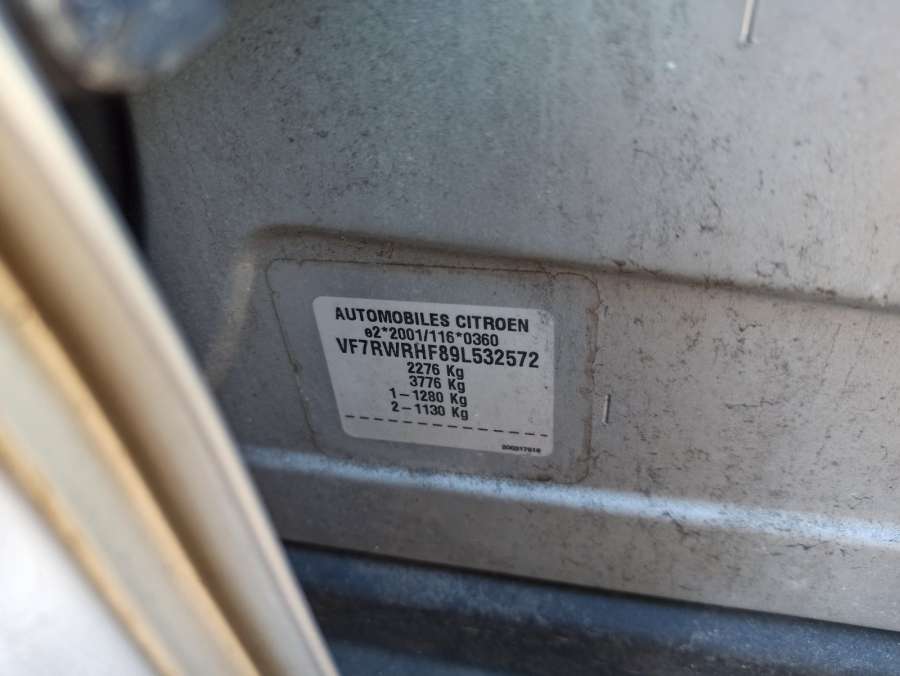 AUTOMOBILES CITROEN
e2*2001/116*0360
VF7RWRHF89L532572
2276 Kg
3776 Kg
1-1280 Kg
2-1130 Kg